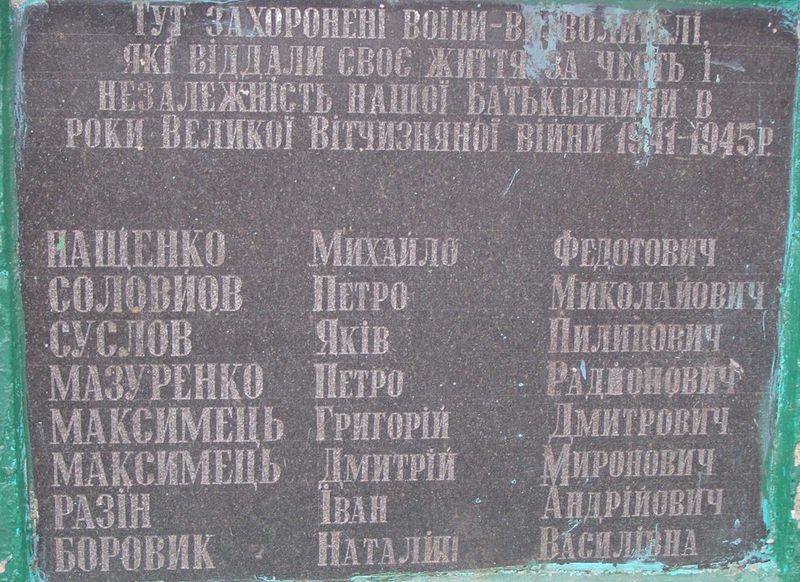 Тут захоронені воїни-визволителі,
які віддали своє життя за честь і
незалежність нашої Батьківщини в
роки Великої Вітчизняної війни 1941-1945р
НАЩЕНКО Михайло Федотович
СОЛОВЙОВ Петро Миколайович
СУСЛОВ Яків Пилипович
МАЗУРЕНКО Петро Радионович
МАКСИМЕЦЬ Григорій Дмитрович
МАКСИМЕЦЬ Дмитрій Миронович
РАЗІН Іван Андрійович
БОРОВИК Василівна